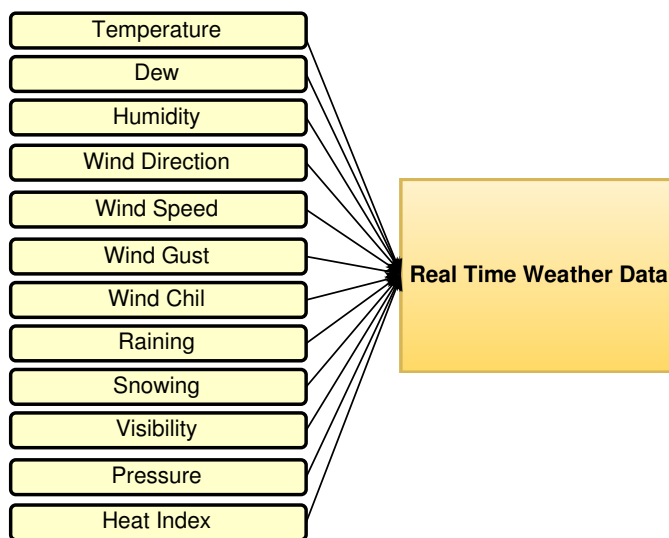 Temperature
Dew
Humidity
Wind Direction
Wind Speed
Wind Gust
Wind Chil
Raining
Snowing
Visibility
Pressure
Heat Index
Real Time Weather Data